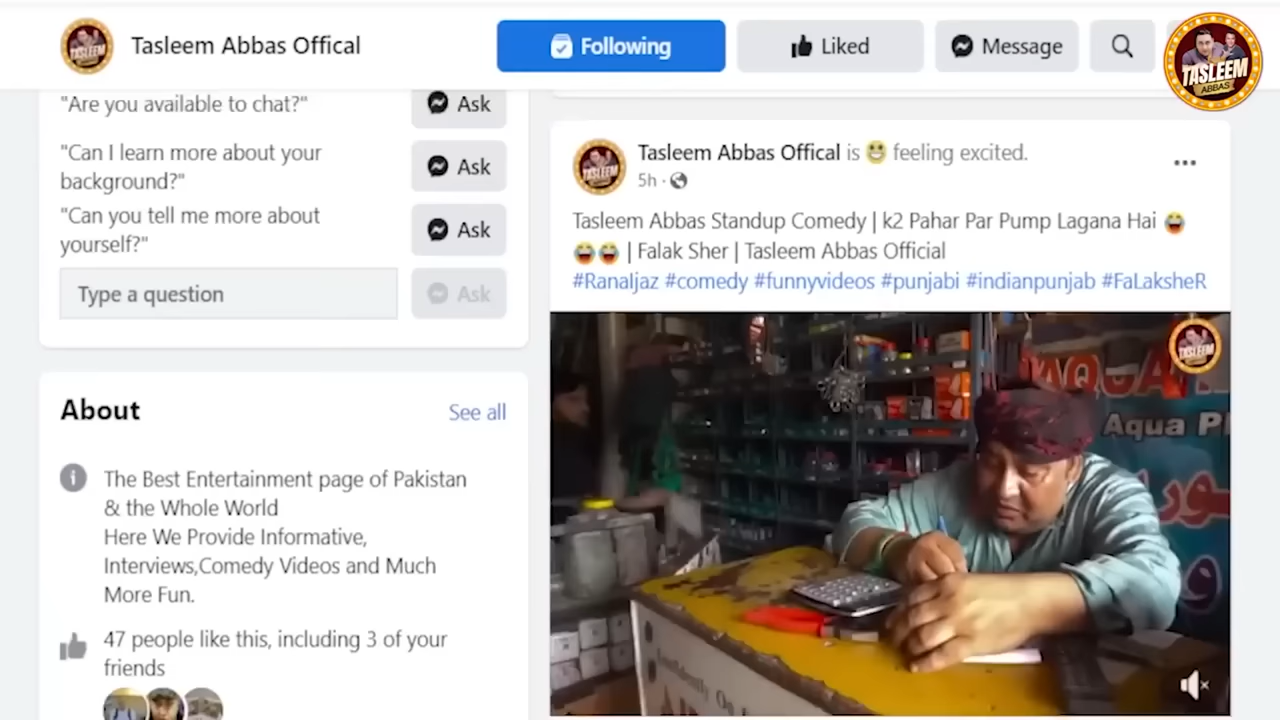 Tasleem Abbas Offical
Following
Liked
Message
TASLEEM
ABBAS
"Are you available to chat?"
Ask
"Can I learn more about your
background?"
Ask
"Can you tell me more about
yourself?"
Ask
Type a question
Ask
About
See all
The Best Entertainment page of Pakistan
& the Whole World
Here We Provide Informative,
Interviews,Comedy Videos and Much
More Fun.
47 people like this, including 3 of your
friends
TASLEEM
Tasleem Abbas Offical is 😀 feeling excited.
5h
Tasleem Abbas Standup Comedy | k2 Pahar Par Pump Lagana Hai 😂
😂😂 | Falak Sher | Tasleem Abbas Official
#RanaIjaz #comedy #funnyvideos #punjabi #indianpunjab #FaLaksheR
TASLEEM
Aqua P